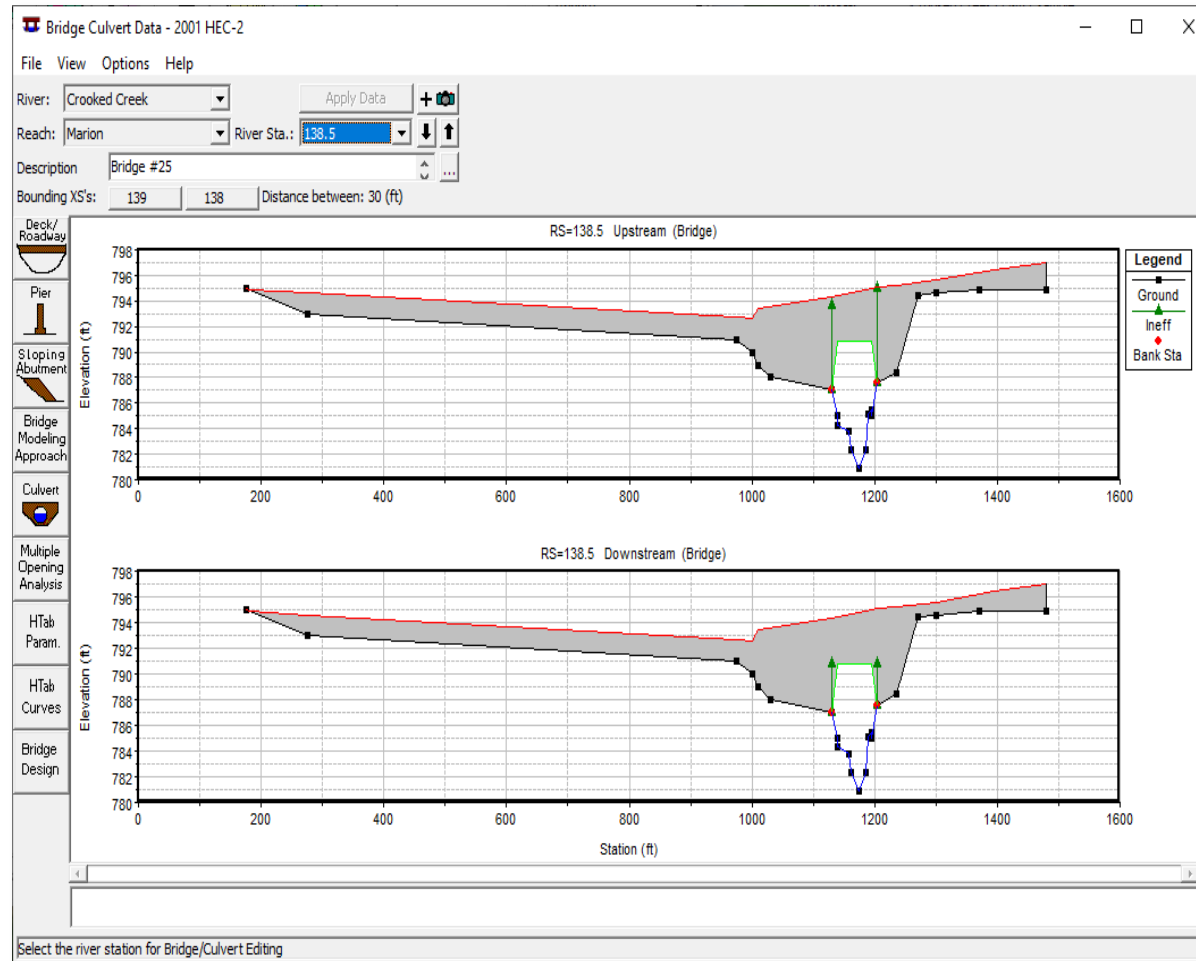 Bridge Culvert Data - 2001 HEC-2
File View Options Help
River: Crooked Creek Apply Data +
Reach: Marion River Sta.: 138.5
Description Bridge #25 ...
Bounding XS's: 139 138 Distance between: 30 (ft)
Deck/
Roadway
Pier
Sloping
Abutment
Bridge
Modeling
Approach
Culvert
Multiple
Opening
Analysis
HTab
Param.
HTab
Curves
Bridge
Design
RS=138.5 Upstream (Bridge)
798
796
794
792
790
788
786
784
782
780
Elevation (ft)
0 200 400 600 800 1000 1200 1400 1600
Legend
Ground
Ineff
Bank Sta
RS=138.5 Downstream (Bridge)
798
796
794
792
790
788
786
784
782
780
Elevation (ft)
0 200 400 600 800 1000 1200 1400 1600
Station (ft)
Select the river station for Bridge/Culvert Editing